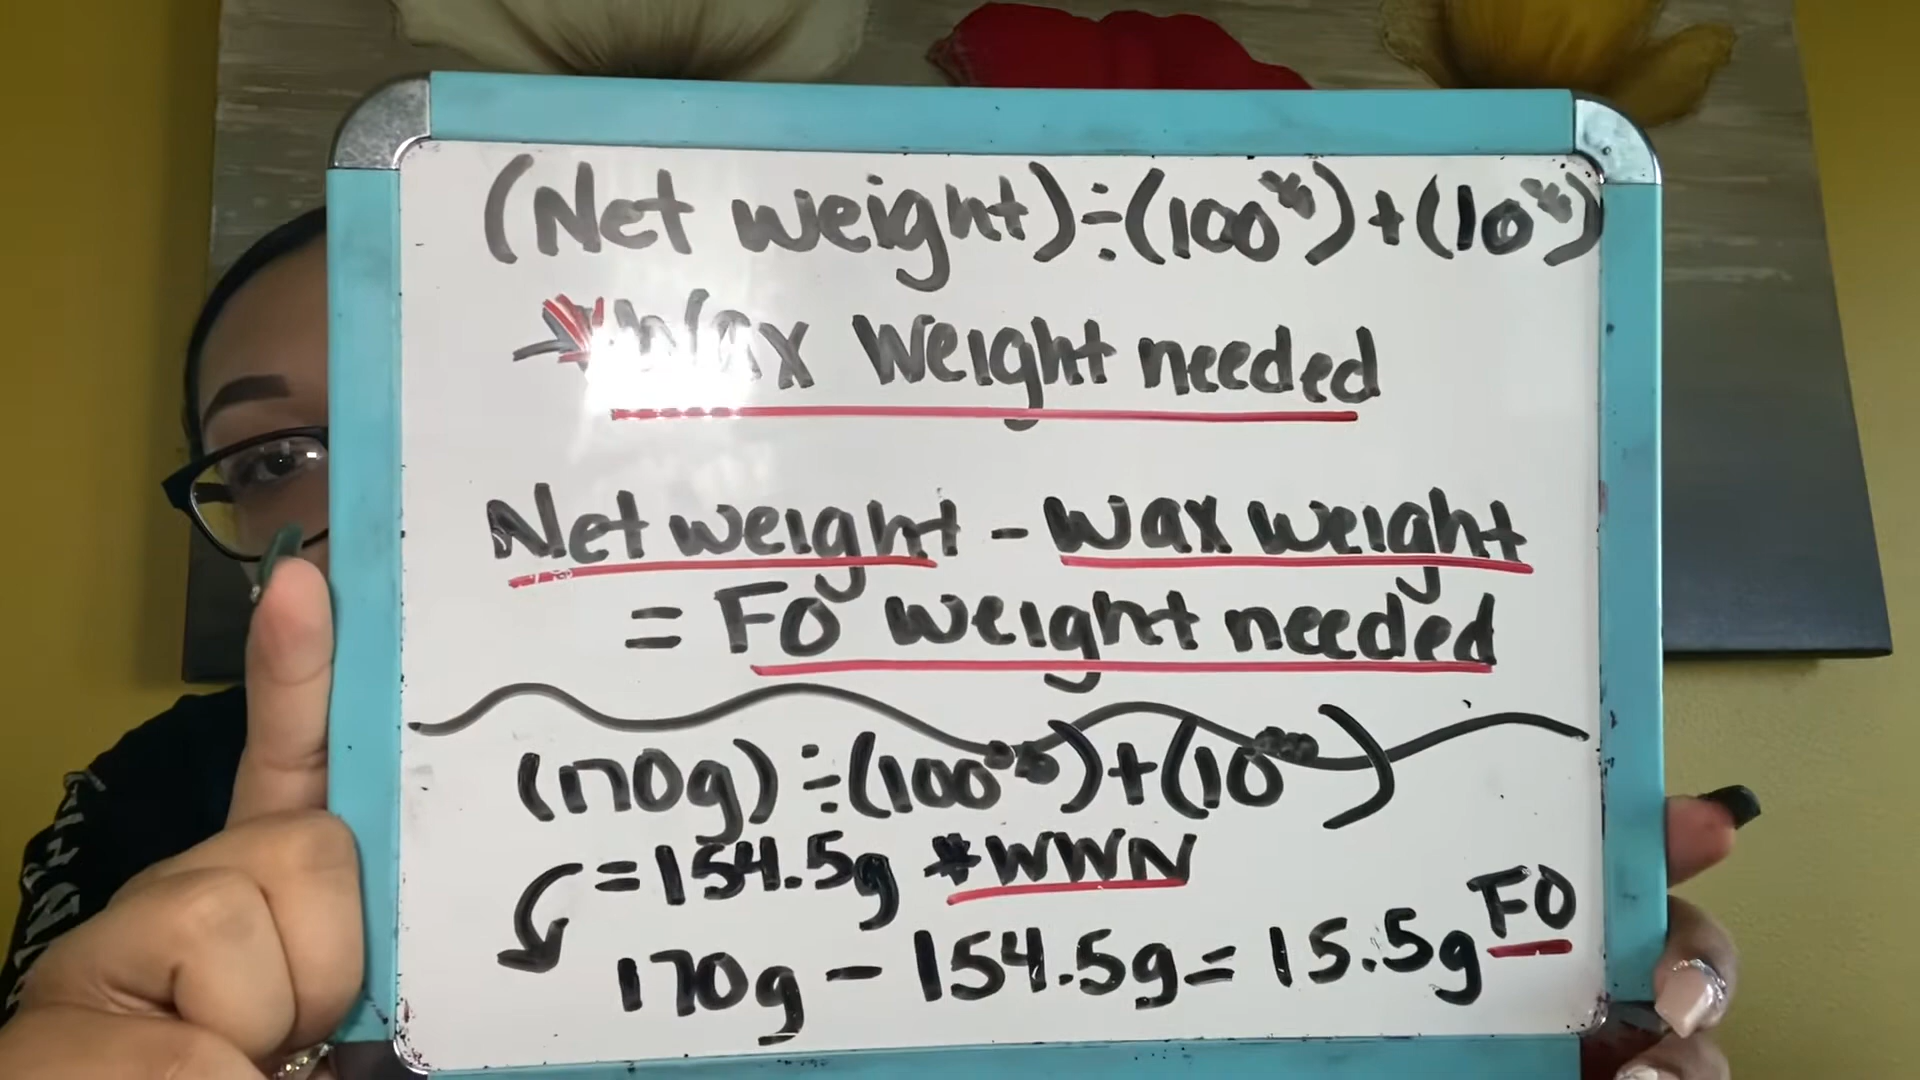 (Net weight)÷(100%)+(10%)
*Wax Weight needed
Net weight - Wax weight
= FO weight needed
(170g)÷(100%)+(10%)
=154.5g *WWN
170g - 154.5g = 15.5g FO